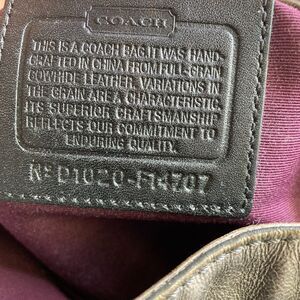 COACH
THIS IS A COACH BAG. IT WAS HAND-
CRAFTED IN CHINA FROM FULL-GRAIN
COWHIDE LEATHER. VARIATIONS IN
THE GRAIN ARE A CHARACTERISTIC.
ITS SUPERIOR CRAFTSMANSHIP
REFLECTS OUR COMMITMENT TO
ENDURING QUALITY.
Nº D1020-F14707